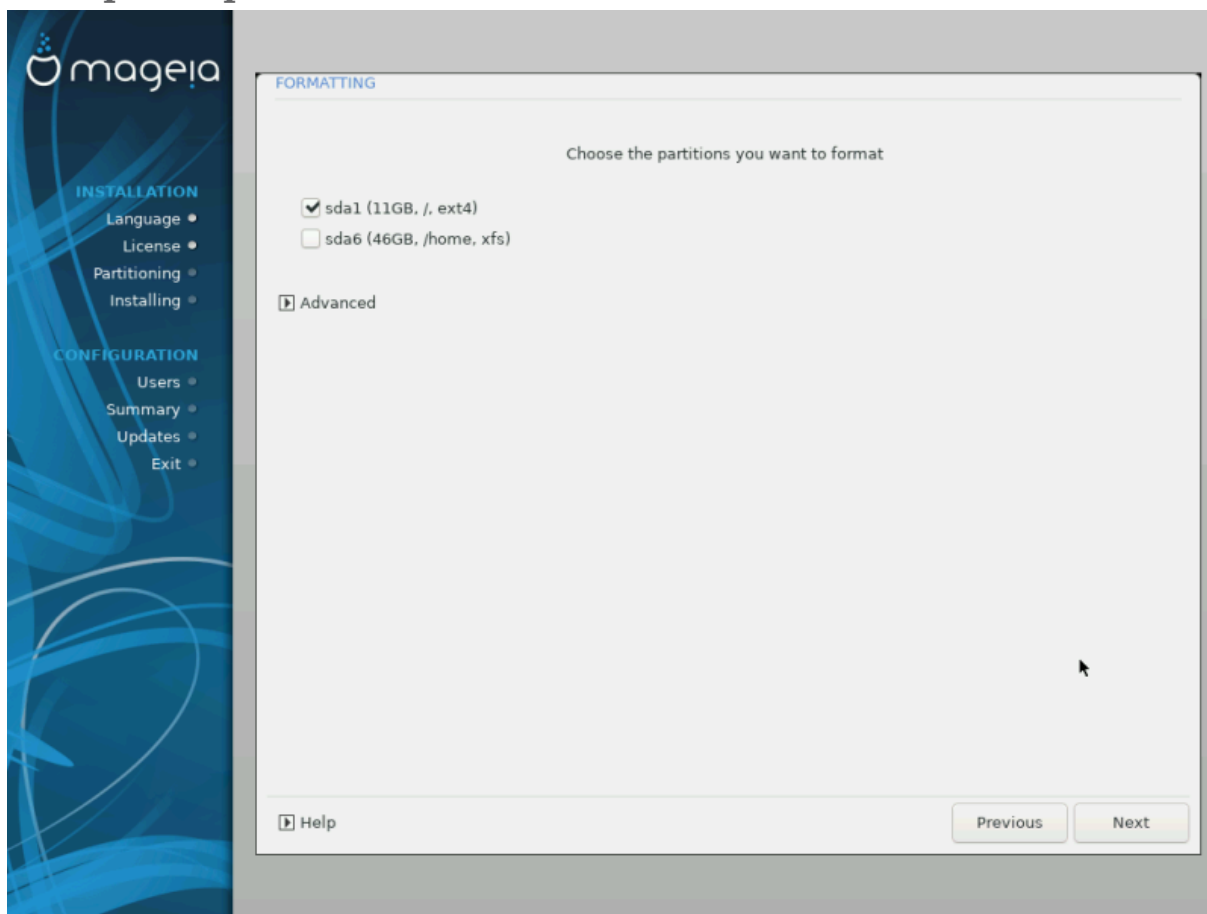 mageia
INSTALLATION
Language
License
Partitioning
Installing
CONFIGURATION
Users
Summary
Updates
Exit
FORMATTING
Choose the partitions you want to format
sda1 (11GB, /, ext4)
sda6 (46GB, /home, xfs)
Advanced
Help
Previous
Next